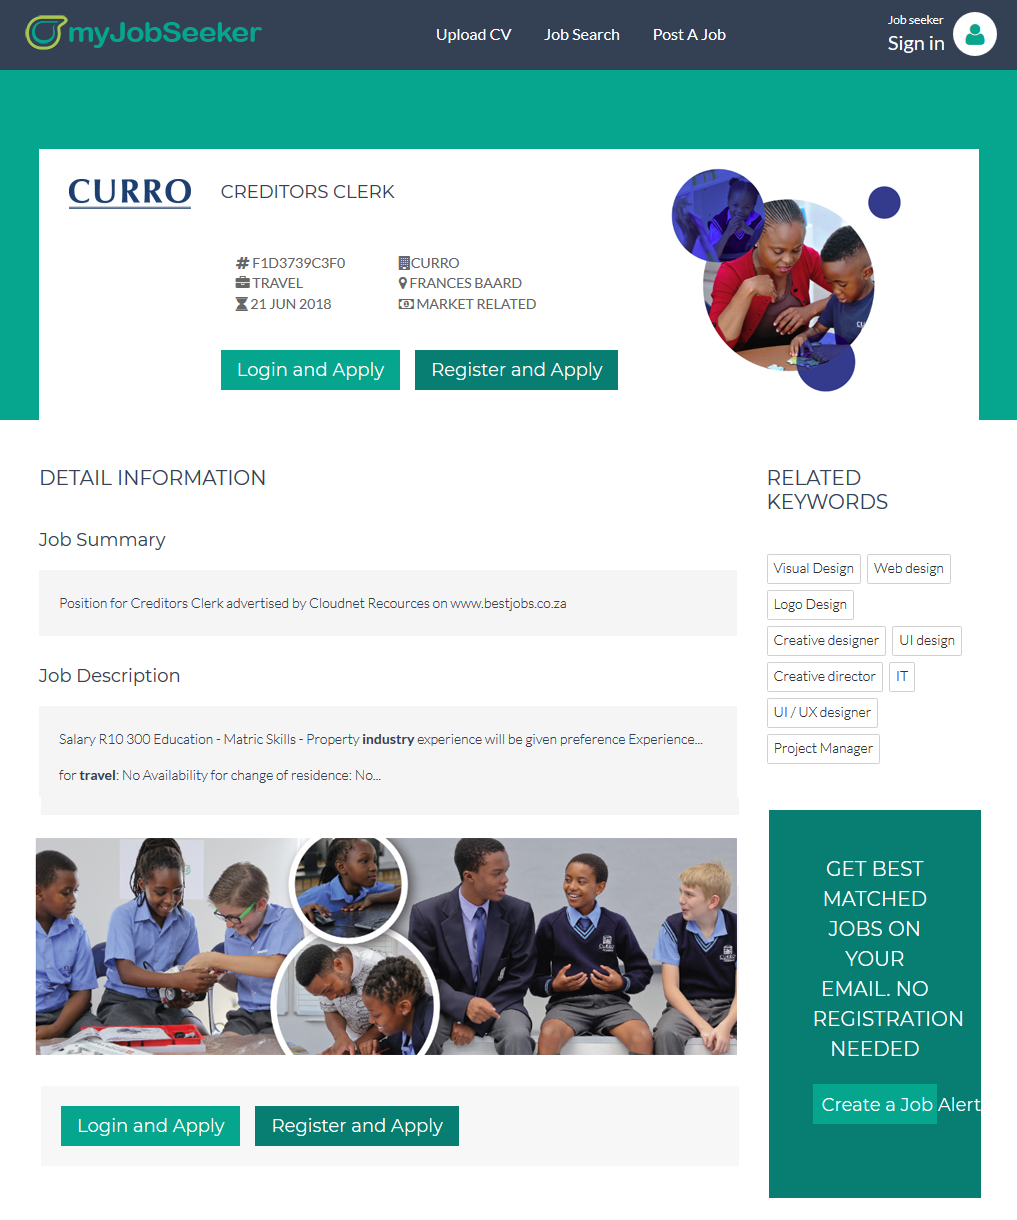 myJobSeeker
Upload CV
Job Search
Post A Job
Job seeker
Sign in
CURRO
CREDITORS CLERK
# F1D3739C3F0
CURRO
TRAVEL
FRANCES BAARD
21 JUN 2018
MARKET RELATED
Login and Apply
Register and Apply
DETAIL INFORMATION
Job Summary
Position for Creditors Clerk advertised by Cloudnet Recources on www.bestjobs.co.za
Job Description
Salary R10 300 Education - Matric Skills - Property industry experience will be given preference Experience...
for travel: No Availability for change of residence: No...
RELATED
KEYWORDS
Visual Design
Web design
Logo Design
Creative designer
UI design
Creative director
IT
UI / UX designer
Project Manager
CURRO
GET BEST
MATCHED
JOBS ON
YOUR
EMAIL. NO
REGISTRATION
NEEDED
Create a Job Alert
Login and Apply
Register and Apply